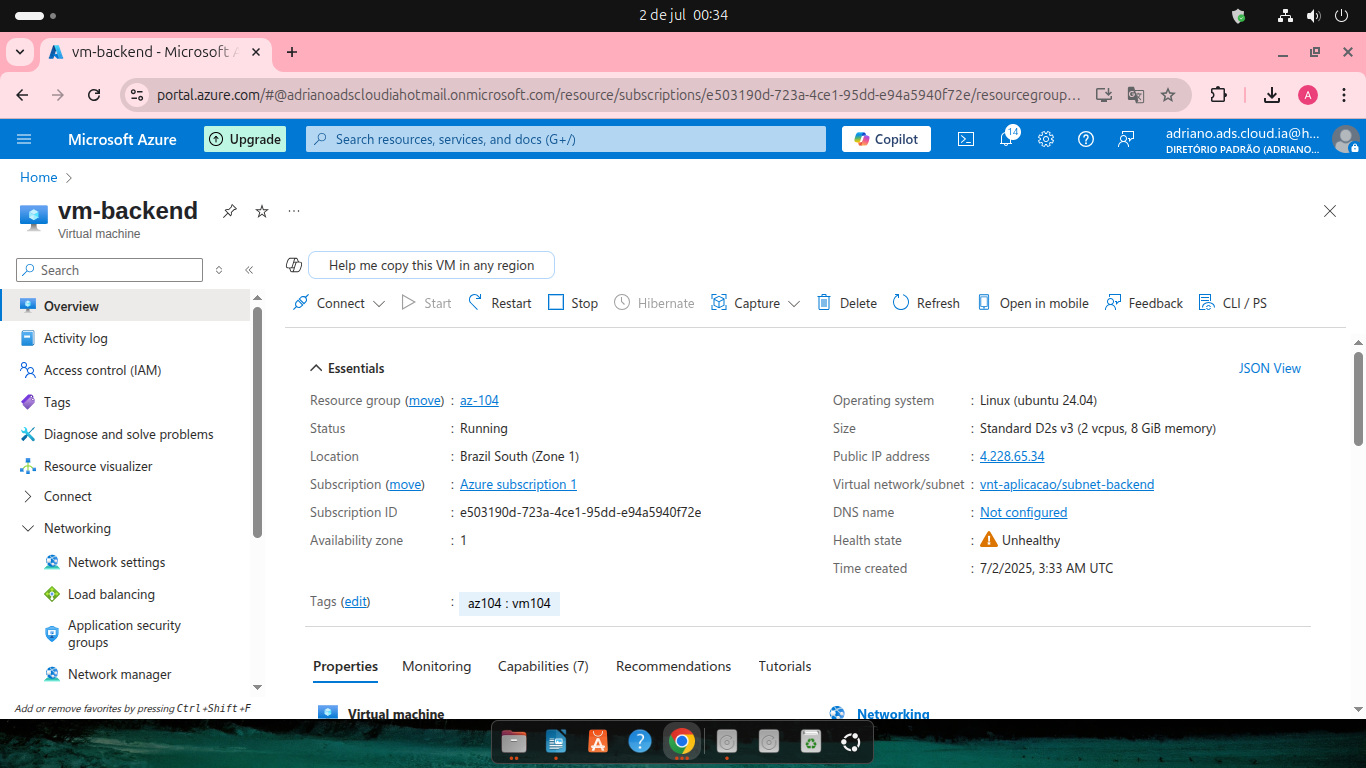 2 de jul 00:34
vm-backend - Microsoft A
portal.azure.com/#@adrianoadscloudiahotmail.onmicrosoft.com/resource/subscriptions/e503190d-723a-4ce1-95dd-e94a5940f72e/resourcegroup…
A
Microsoft Azure
Upgrade
Search resources, services, and docs (G+/)
Copilot
14
adriano.ads.cloud.ia@h...
DIRETÓRIO PADRÃO (ADRIANO...
Home
vm-backend
Virtual machine
Search
Overview
Activity log
Access control (IAM)
Tags
Diagnose and solve problems
Resource visualizer
Connect
Networking
Network settings
Load balancing
Application security
groups
Network manager
Add or remove favorites by pressing Ctrl+Shift+F
Help me copy this VM in any region
Connect Start Restart Stop Hibernate Capture Delete Refresh Open in mobile Feedback CLI / PS
Essentials
JSON View
Resource group (move) : az-104
Status : Running
Location : Brazil South (Zone 1)
Subscription (move) : Azure subscription 1
Subscription ID : e503190d-723a-4ce1-95dd-e94a5940f72e
Availability zone : 1
Operating system : Linux (ubuntu 24.04)
Size : Standard D2s v3 (2 vcpus, 8 GiB memory)
Public IP address : 4.228.65.34
Virtual network/subnet : vnt-aplicacao/subnet-backend
DNS name : Not configured
Health state : Unhealthy
Time created : 7/2/2025, 3:33 AM UTC
Tags (edit) : az104 : vm104
Properties Monitoring Capabilities (7) Recommendations Tutorials
Virtual machine
Networking